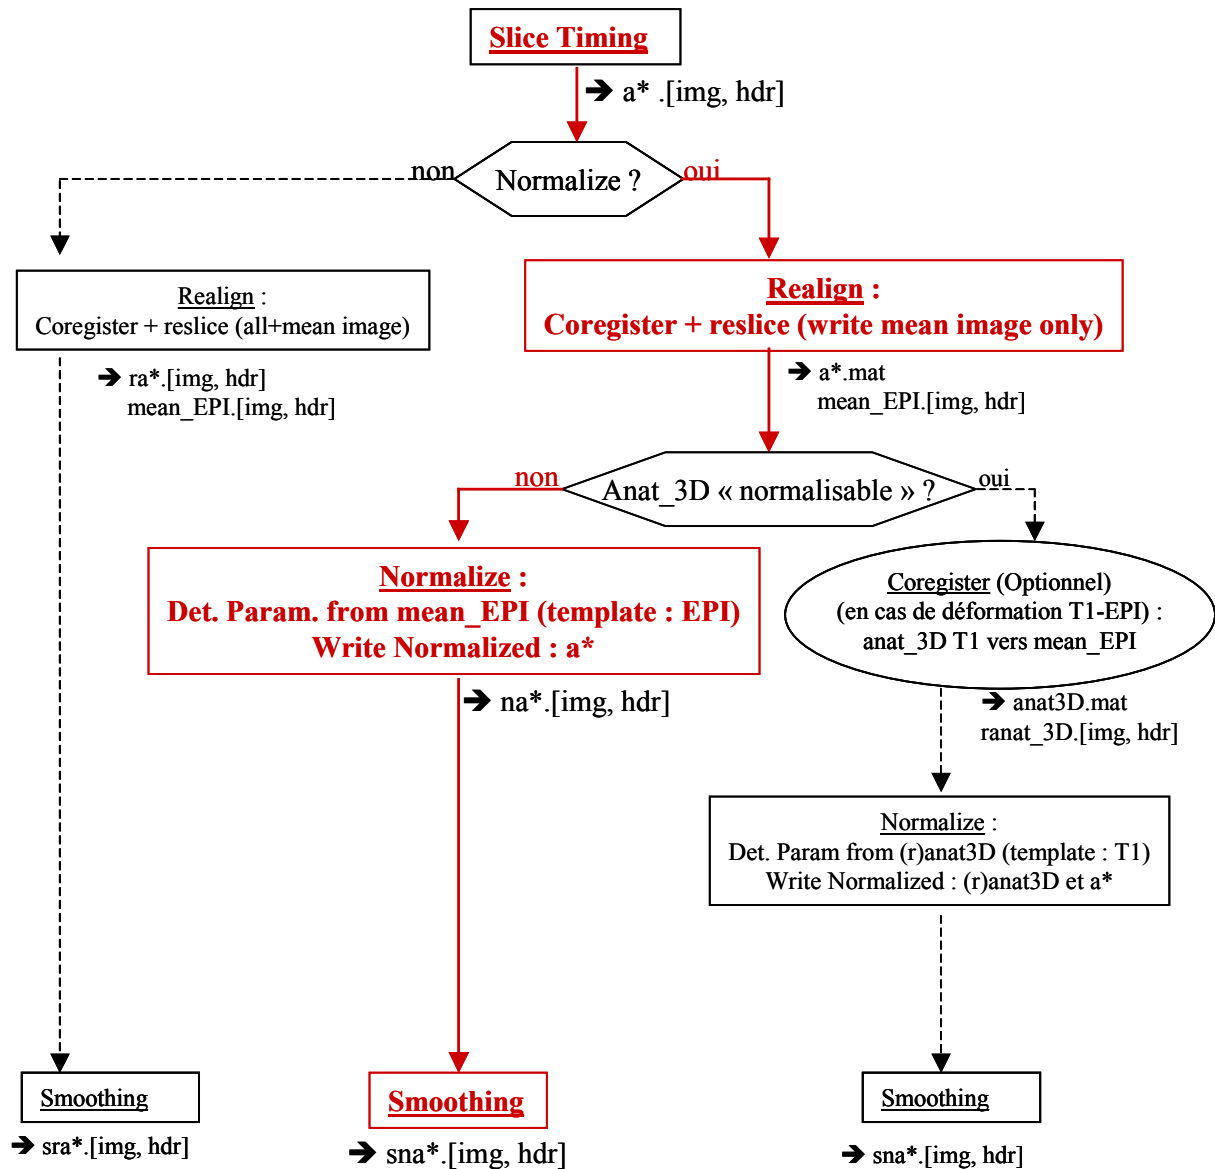 Slice Timing
➔ a* .[img, hdr]
non
Normalize ?
oui
Realign :
Coregister + reslice (all+mean image)
➔ ra*.[img, hdr]
mean_EPI.[img, hdr]
Realign :
Coregister + reslice (write mean image only)
➔ a*.mat
mean_EPI.[img, hdr]
non
Anat_3D « normalisable » ?
oui
Normalize :
Det. Param. from mean_EPI (template : EPI)
Write Normalized : a*
➔ na*.[img, hdr]
Coregister (Optionnel)
(en cas de déformation T1-EPI) :
anat_3D T1 vers mean_EPI
➔ anat3D.mat
ranat_3D.[img, hdr]
Normalize :
Det. Param from (r)anat3D (template : T1)
Write Normalized : (r)anat3D et a*
Smoothing
➔ sra*.[img, hdr]
Smoothing
➔ sna*.[img, hdr]
Smoothing
➔ sna*.[img, hdr]